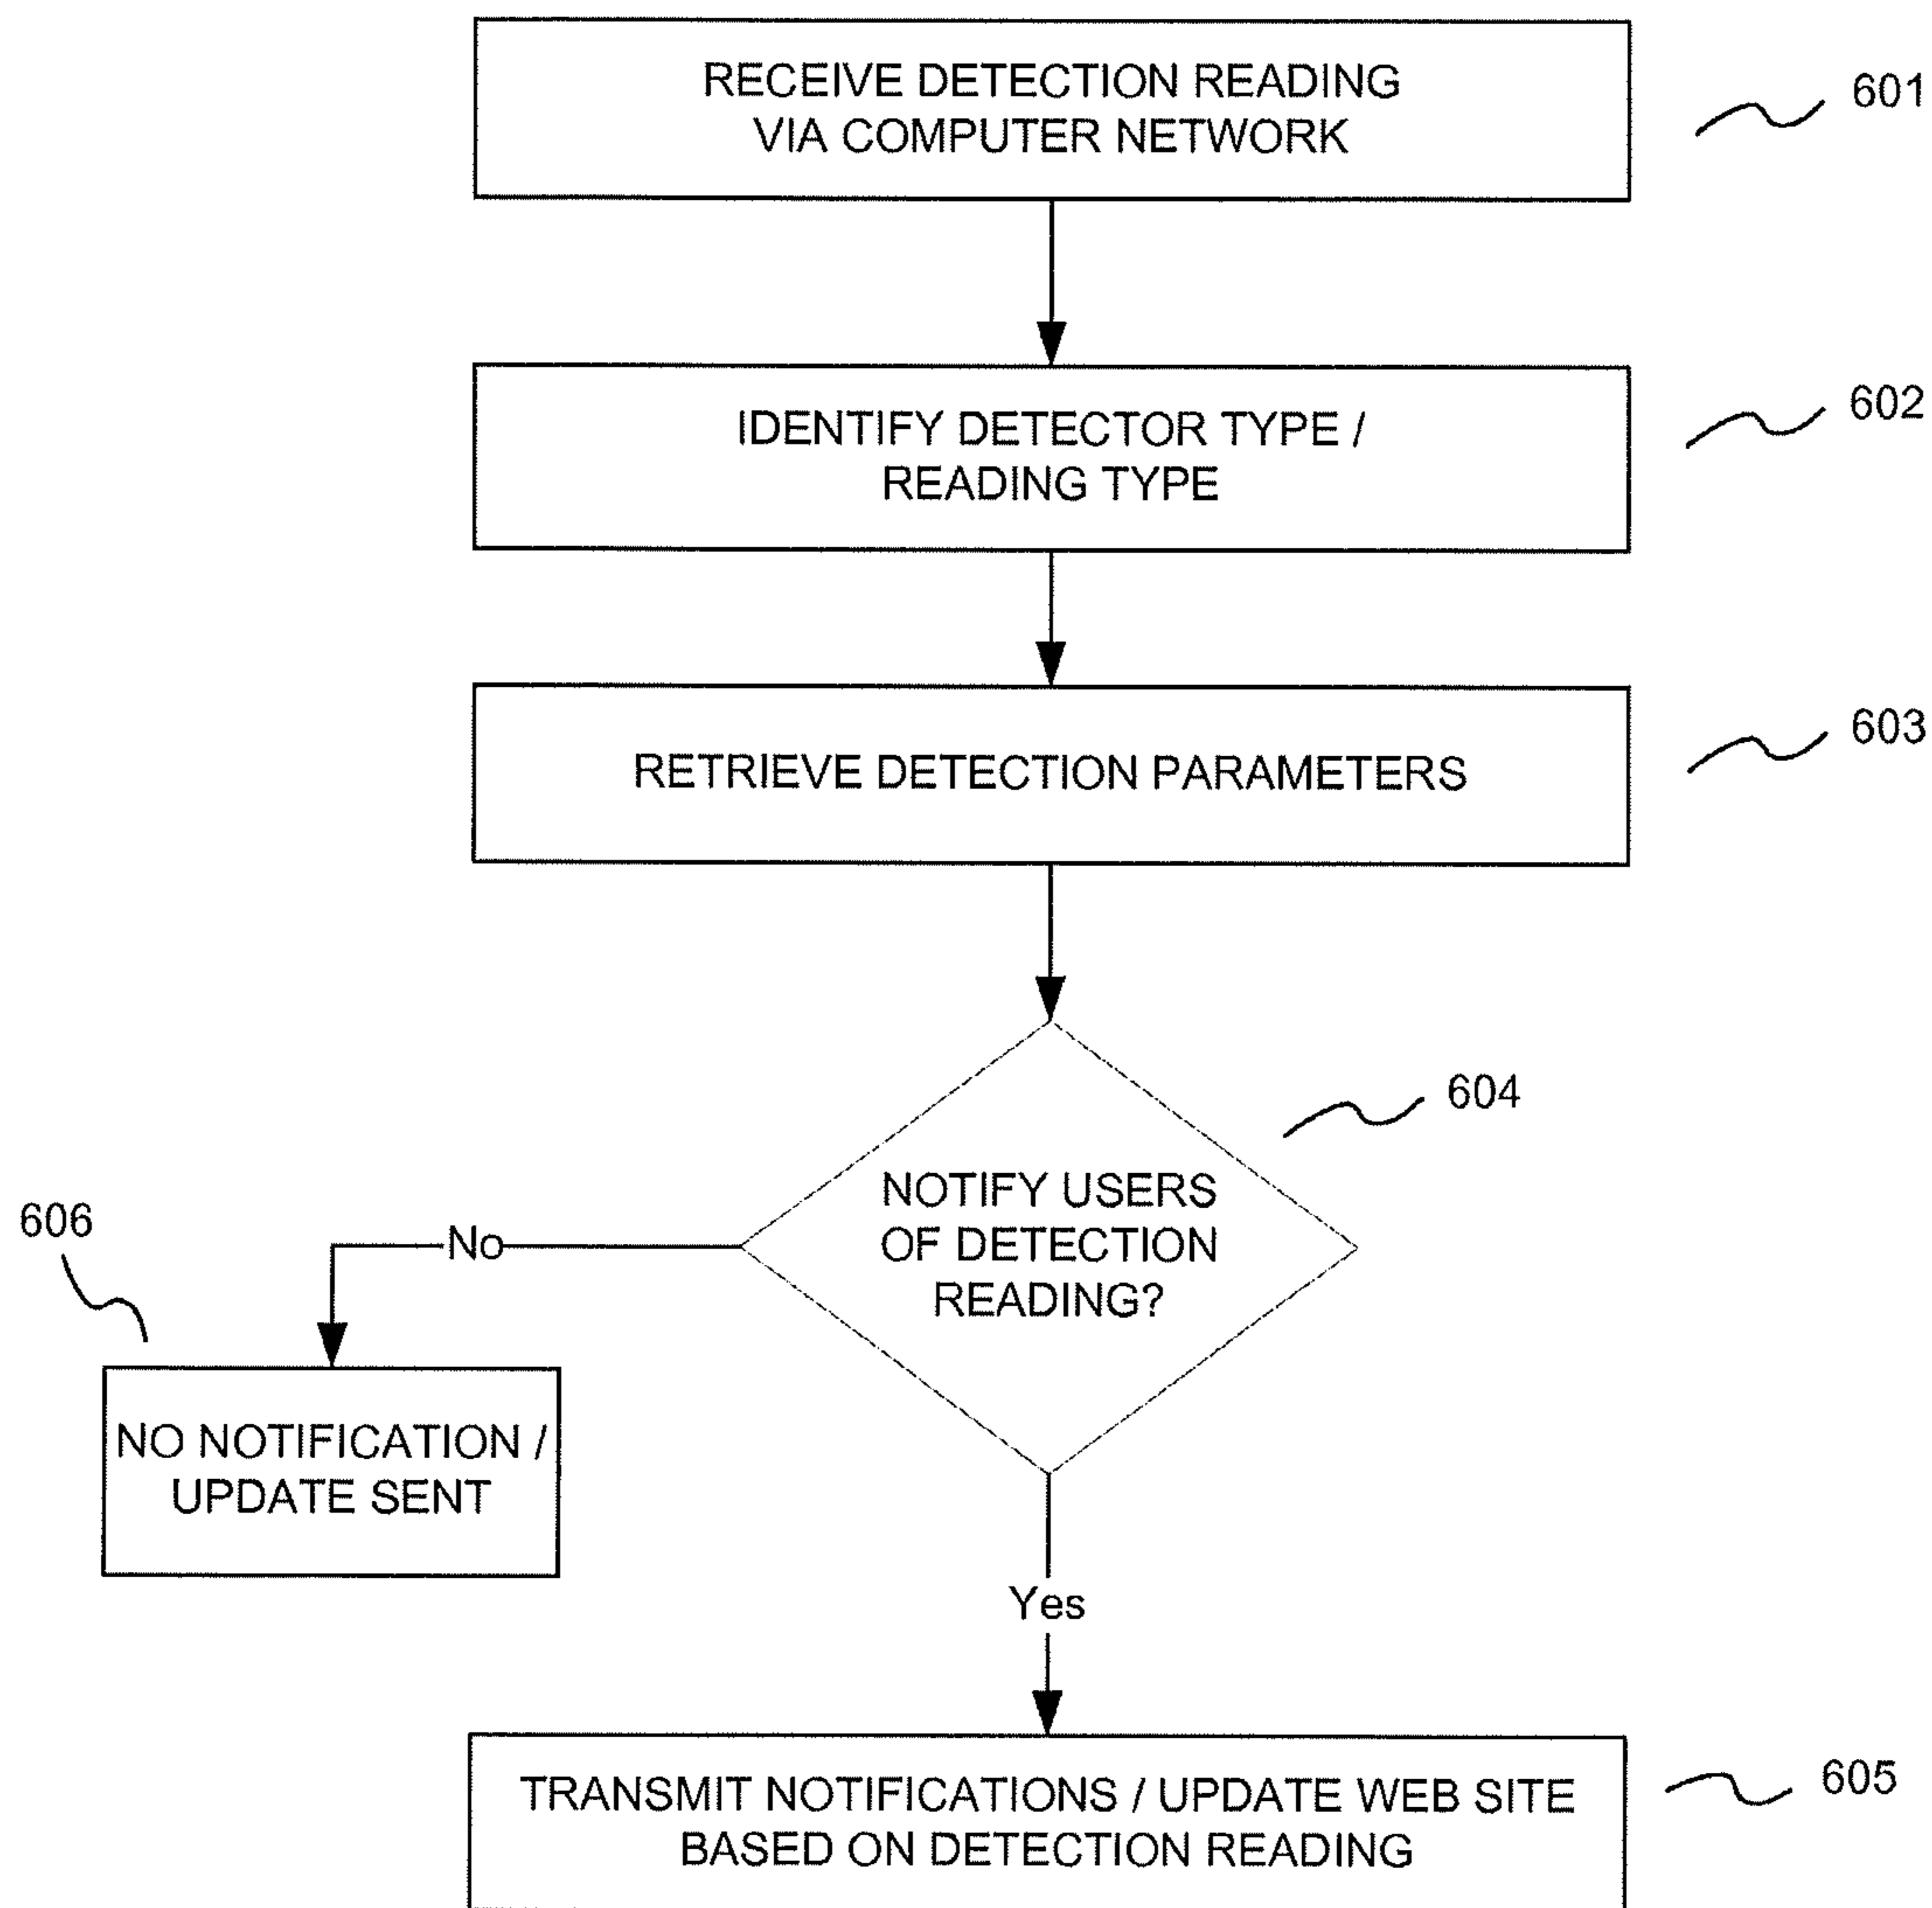 RECEIVE DETECTION READING
VIA COMPUTER NETWORK
601
IDENTIFY DETECTOR TYPE /
READING TYPE
602
RETRIEVE DETECTION PARAMETERS
603
604
NOTIFY USERS
OF DETECTION
READING?
No
606
NO NOTIFICATION /
UPDATE SENT
Yes
TRANSMIT NOTIFICATIONS / UPDATE WEB SITE
BASED ON DETECTION READING
605